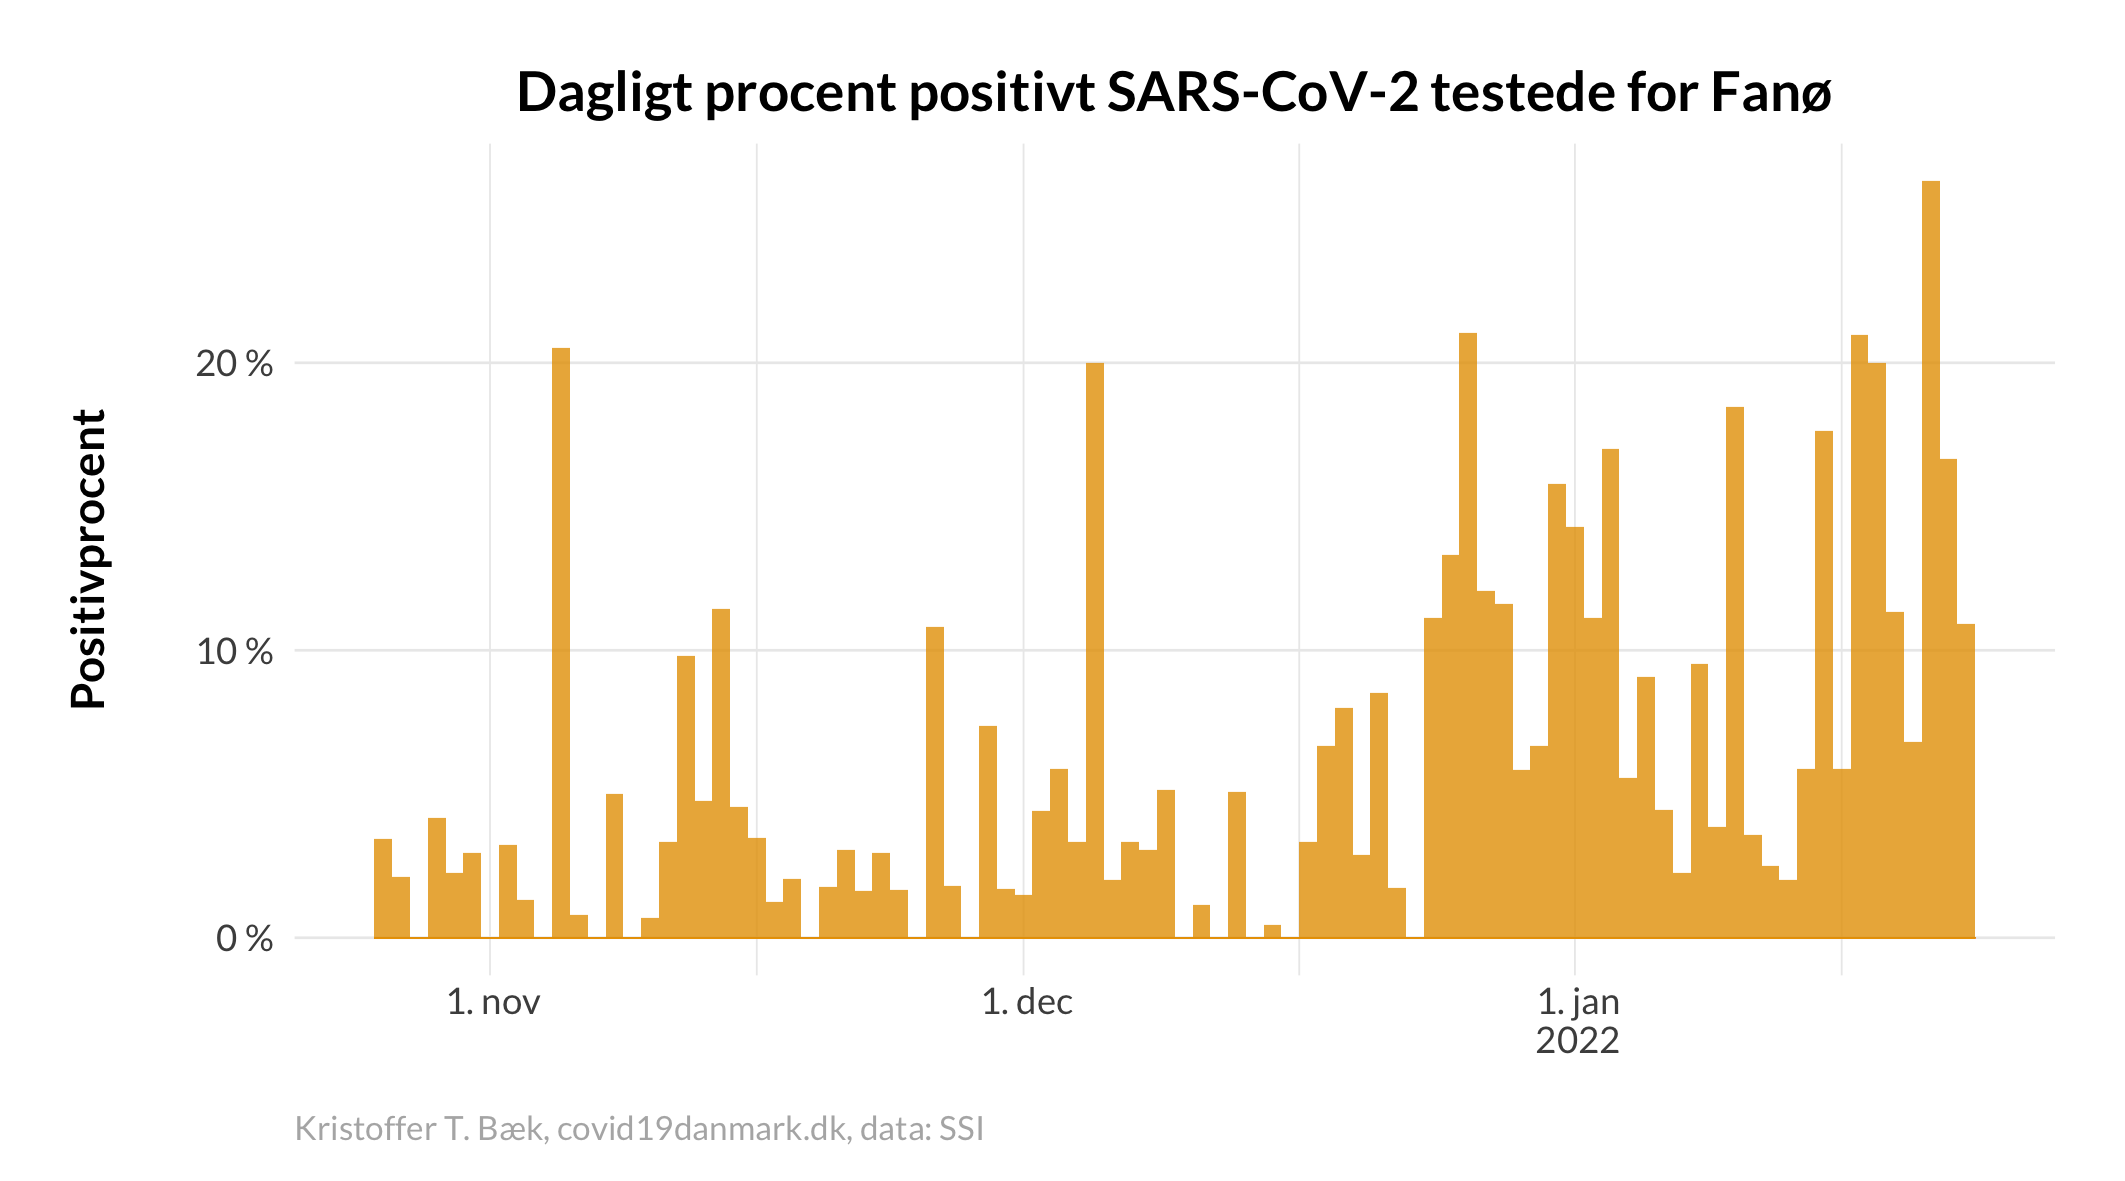 Dagligt procent positivt SARS-CoV-2 testede for Fanø
Positivprocent
20 %
10 %
0 %
1. nov
1. dec
1. jan
2022
Kristoffer T. Bæk, covid19danmark.dk, data: SSI